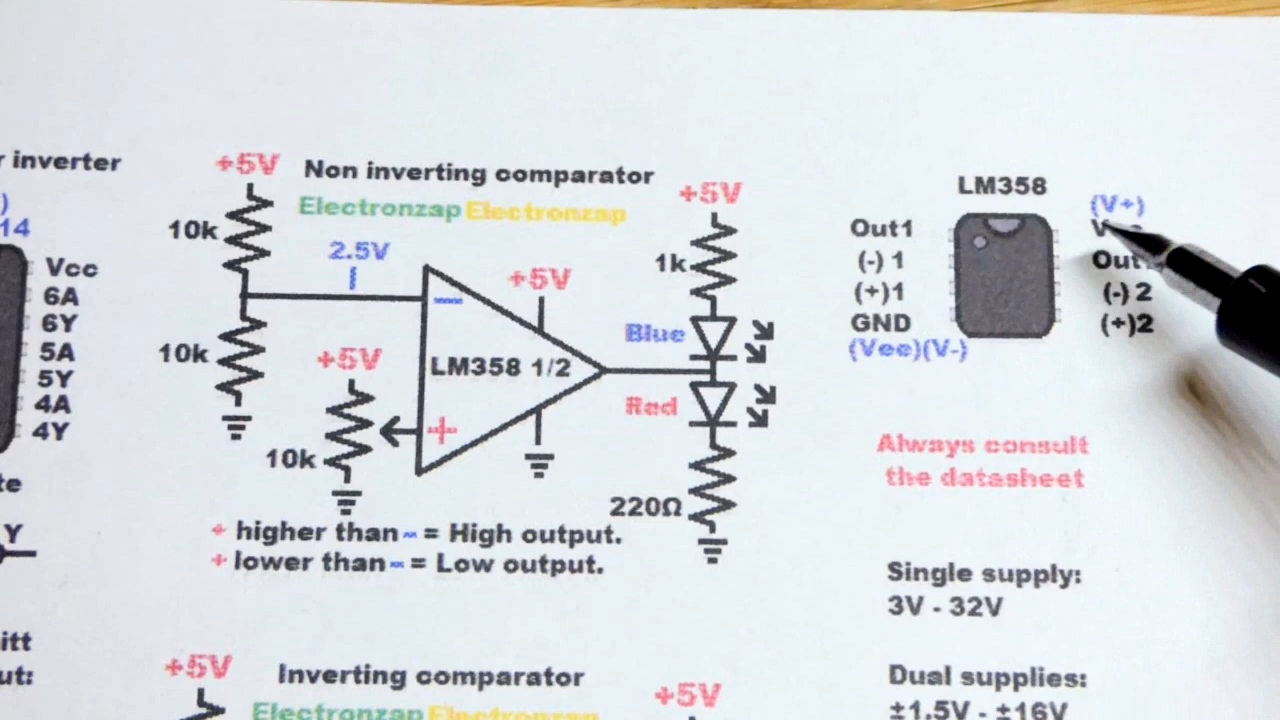 r inverter
)
14
Vcc
6A
6Y
5A
5Y
4A
4Y
te
Y
itt
ut:
+5V
Non inverting comparator
Electronzap Electronzap
+5V
10k
2.5V
+5V
1k
Blue
10k
+5V
LM358 1/2
Red
+
10k
220Ω
+ higher than - = High output.
+ lower than - = Low output.
LM358
(V+)
Out1
(-) 1
Out
(+)1
(-) 2
GND
(+)2
(Vee)(V-)
Always consult
the datasheet
Single supply:
3V - 32V
Dual supplies:
±1.5V - ±16V
+5V
Inverting comparator
+5V
Electronzap Electronzap